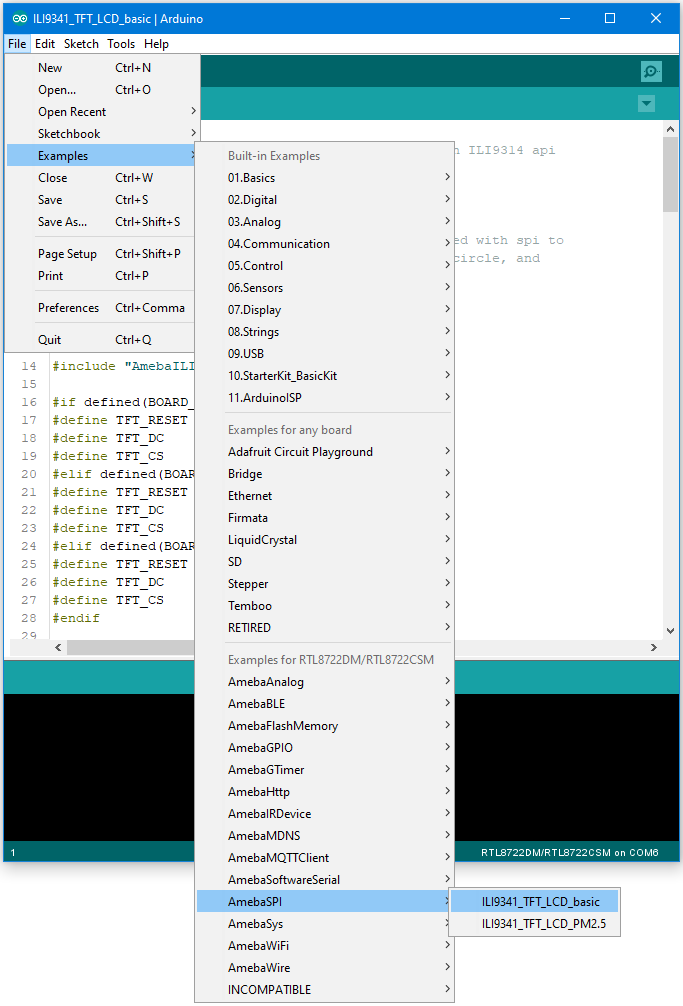 ILI9341_TFT_LCD_basic | Arduino
File Edit Sketch Tools Help
New Ctrl+N
Open... Ctrl+O
Open Recent
Sketchbook
Examples
Close Ctrl+W
Save Ctrl+S
Save As... Ctrl+Shift+S
Page Setup Ctrl+Shift+P
Print Ctrl+P
Preferences Ctrl+Comma
Quit Ctrl+Q
Built-in Examples
01.Basics
02.Digital
03.Analog
04.Communication
05.Control
06.Sensors
07.Display
08.Strings
09.USB
10.StarterKit_BasicKit
11.ArduinoISP
Examples for any board
Adafruit Circuit Playground
Bridge
Ethernet
Firmata
LiquidCrystal
SD
Stepper
Temboo
RETIRED
Examples for RTL8722DM/RTL8722CSM
AmebaAnalog
AmebaBLE
AmebaFlashMemory
AmebaGPIO
AmebaGTimer
AmebaHttp
AmebaIRDevice
AmebaMDNS
AmebaMQTTClient
AmebaSoftwareSerial
AmebaSPI
AmebaSys
AmebaWiFi
AmebaWire
INCOMPATIBLE
ILI9341_TFT_LCD_basic
ILI9341_TFT_LCD_PM2.5
n ILI9314 api
ed with spi to
circle, and
14 #include "AmebaILI
15
16 #if defined(BOARD_
17 #define TFT_RESET
18 #define TFT_DC
19 #define TFT_CS
20 #elif defined(BOAR
21 #define TFT_RESET
22 #define TFT_DC
23 #define TFT_CS
24 #elif defined(BOAR
25 #define TFT_RESET
26 #define TFT_DC
27 #define TFT_CS
28 #endif
29
1 RTL8722DM/RTL8722CSM on COM6